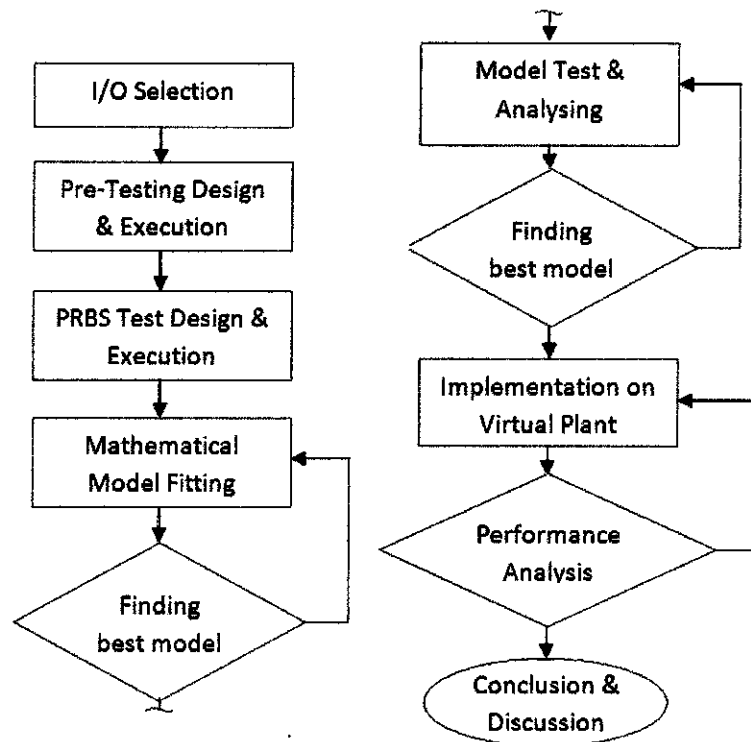 I/O Selection
Pre-Testing Design
& Execution
PRBS Test Design &
Execution
Mathematical
Model Fitting
Finding
best model
Model Test &
Analysing
Finding
best model
Implementation on
Virtual Plant
Performance
Analysis
Conclusion &
Discussion